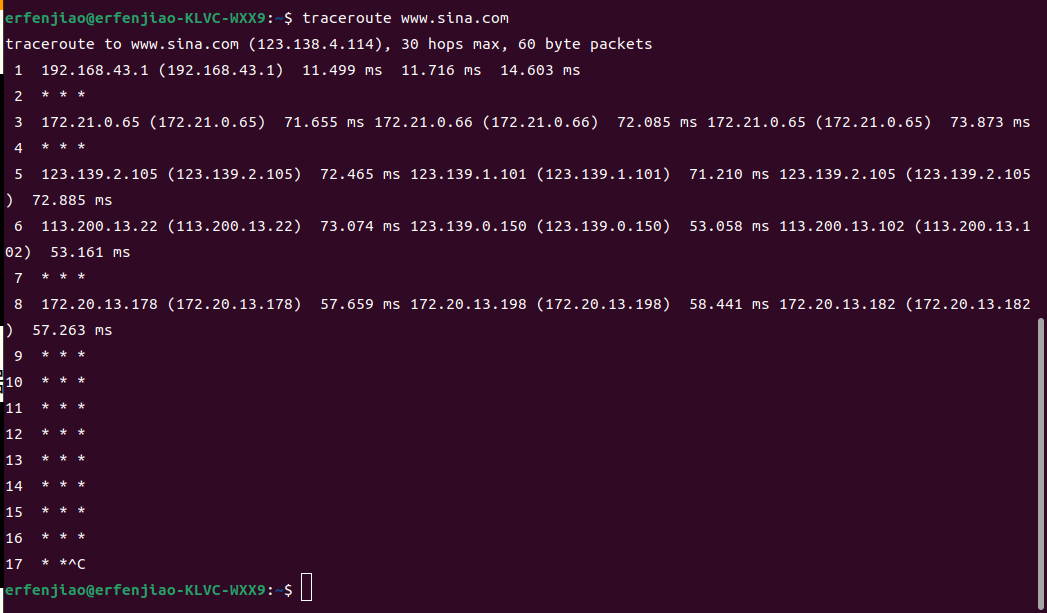 erfenjiao@erfenjiao-KLVC-WXX9:~$ traceroute www.sina.com
traceroute to www.sina.com (123.138.4.114), 30 hops max, 60 byte packets
 1  192.168.43.1 (192.168.43.1)  11.499 ms  11.716 ms  14.603 ms
 2  * * *
 3  172.21.0.65 (172.21.0.65)  71.655 ms 172.21.0.66 (172.21.0.66)  72.085 ms 172.21.0.65 (172.21.0.65)  73.873 ms
 4  * * *
 5  123.139.2.105 (123.139.2.105)  72.465 ms 123.139.1.101 (123.139.1.101)  71.210 ms 123.139.2.105 (123.139.2.105
)  72.885 ms
 6  113.200.13.22 (113.200.13.22)  73.074 ms 123.139.0.150 (123.139.0.150)  53.058 ms 113.200.13.102 (113.200.13.1
02)  53.161 ms
 7  * * *
 8  172.20.13.178 (172.20.13.178)  57.659 ms 172.20.13.198 (172.20.13.198)  58.441 ms 172.20.13.182 (172.20.13.182
)  57.263 ms
 9  * * *
10  * * *
11  * * *
12  * * *
13  * * *
14  * * *
15  * * *
16  * * *
17  * *^C
erfenjiao@erfenjiao-KLVC-WXX9:~$